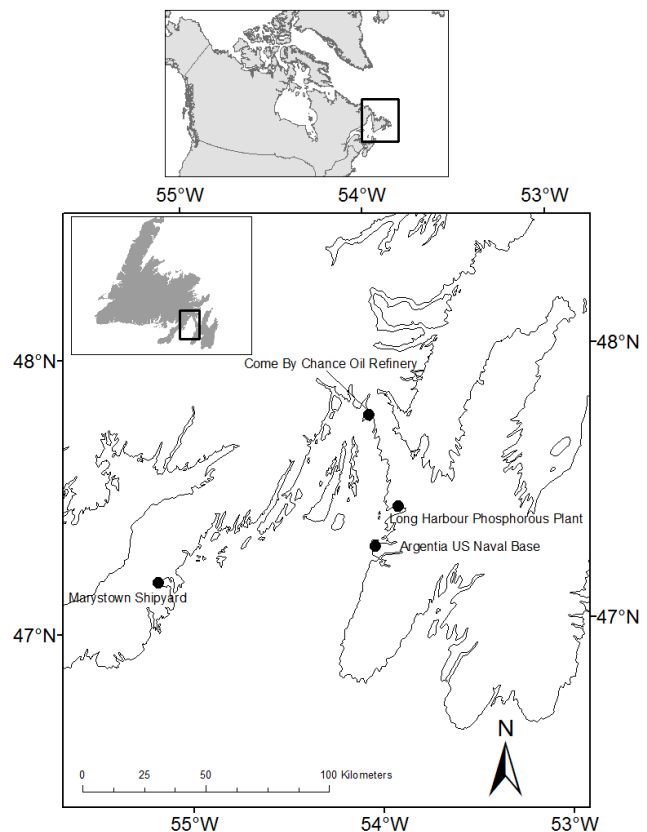 55°W 54°W 53°W
48°N
48°N
Come By Chance Oil Refinery
Long Harbour Phosphorous Plant
Argentia US Naval Base
Marystown Shipyard
47°N
47°N
N
0 25 50 100 Kilometers
55°W 54°W 53°W